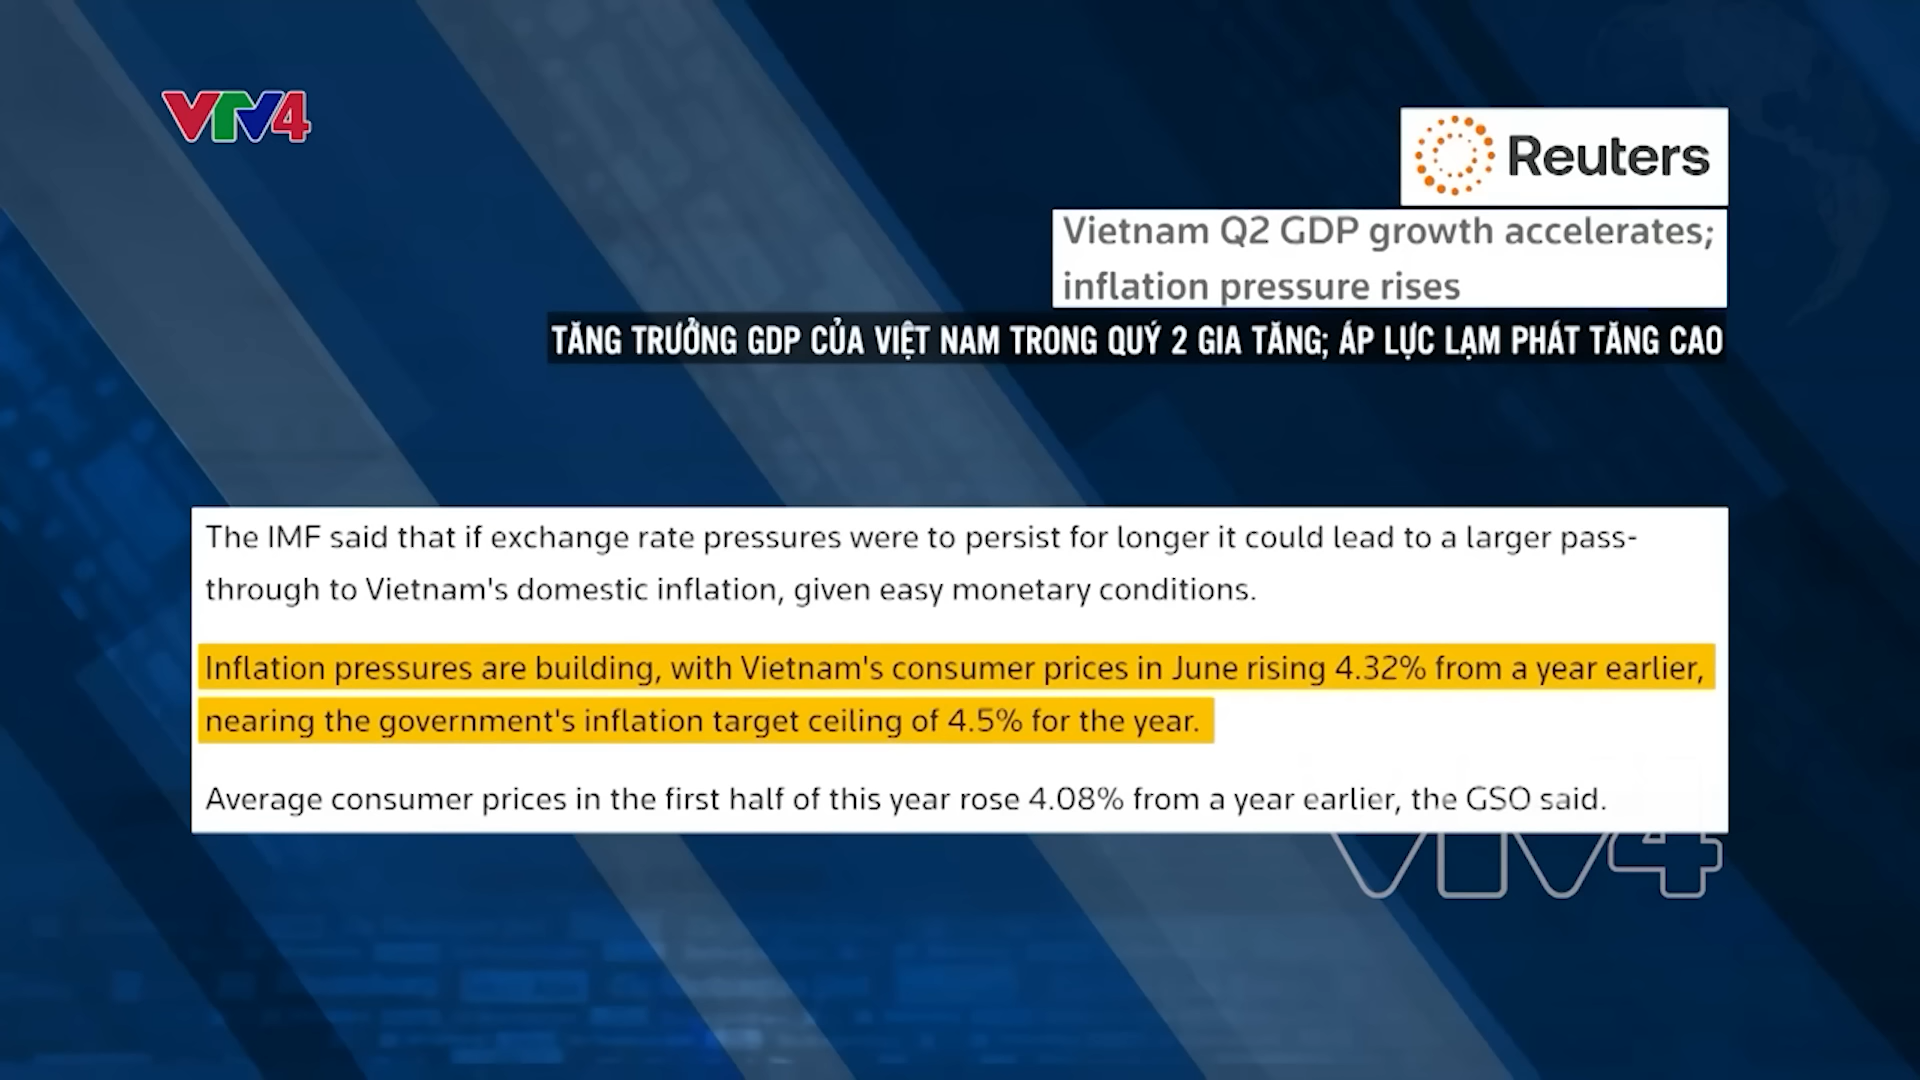 VTV4
Reuters
Vietnam Q2 GDP growth accelerates;
inflation pressure rises
TĂNG TRƯỞNG GDP CỦA VIỆT NAM TRONG QUÝ 2 GIA TĂNG; ÁP LỰC LẠM PHÁT TĂNG CAO
The IMF said that if exchange rate pressures were to persist for longer it could lead to a larger pass-
through to Vietnam's domestic inflation, given easy monetary conditions.
Inflation pressures are building, with Vietnam's consumer prices in June rising 4.32% from a year earlier,
nearing the government's inflation target ceiling of 4.5% for the year.
Average consumer prices in the first half of this year rose 4.08% from a year earlier, the GSO said.
VTV4